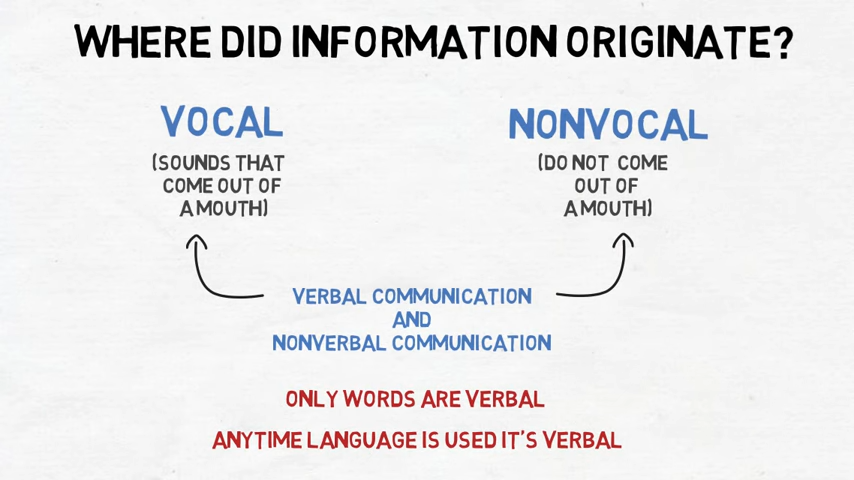 WHERE DID INFORMATION ORIGINATE?
VOCAL
(SOUNDS THAT
COME OUT OF
A MOUTH)
NONVOCAL
(DO NOT COME
OUT OF
A MOUTH)
VERBAL COMMUNICATION
AND
NONVERBAL COMMUNICATION
ONLY WORDS ARE VERBAL
ANYTIME LANGUAGE IS USED IT'S VERBAL